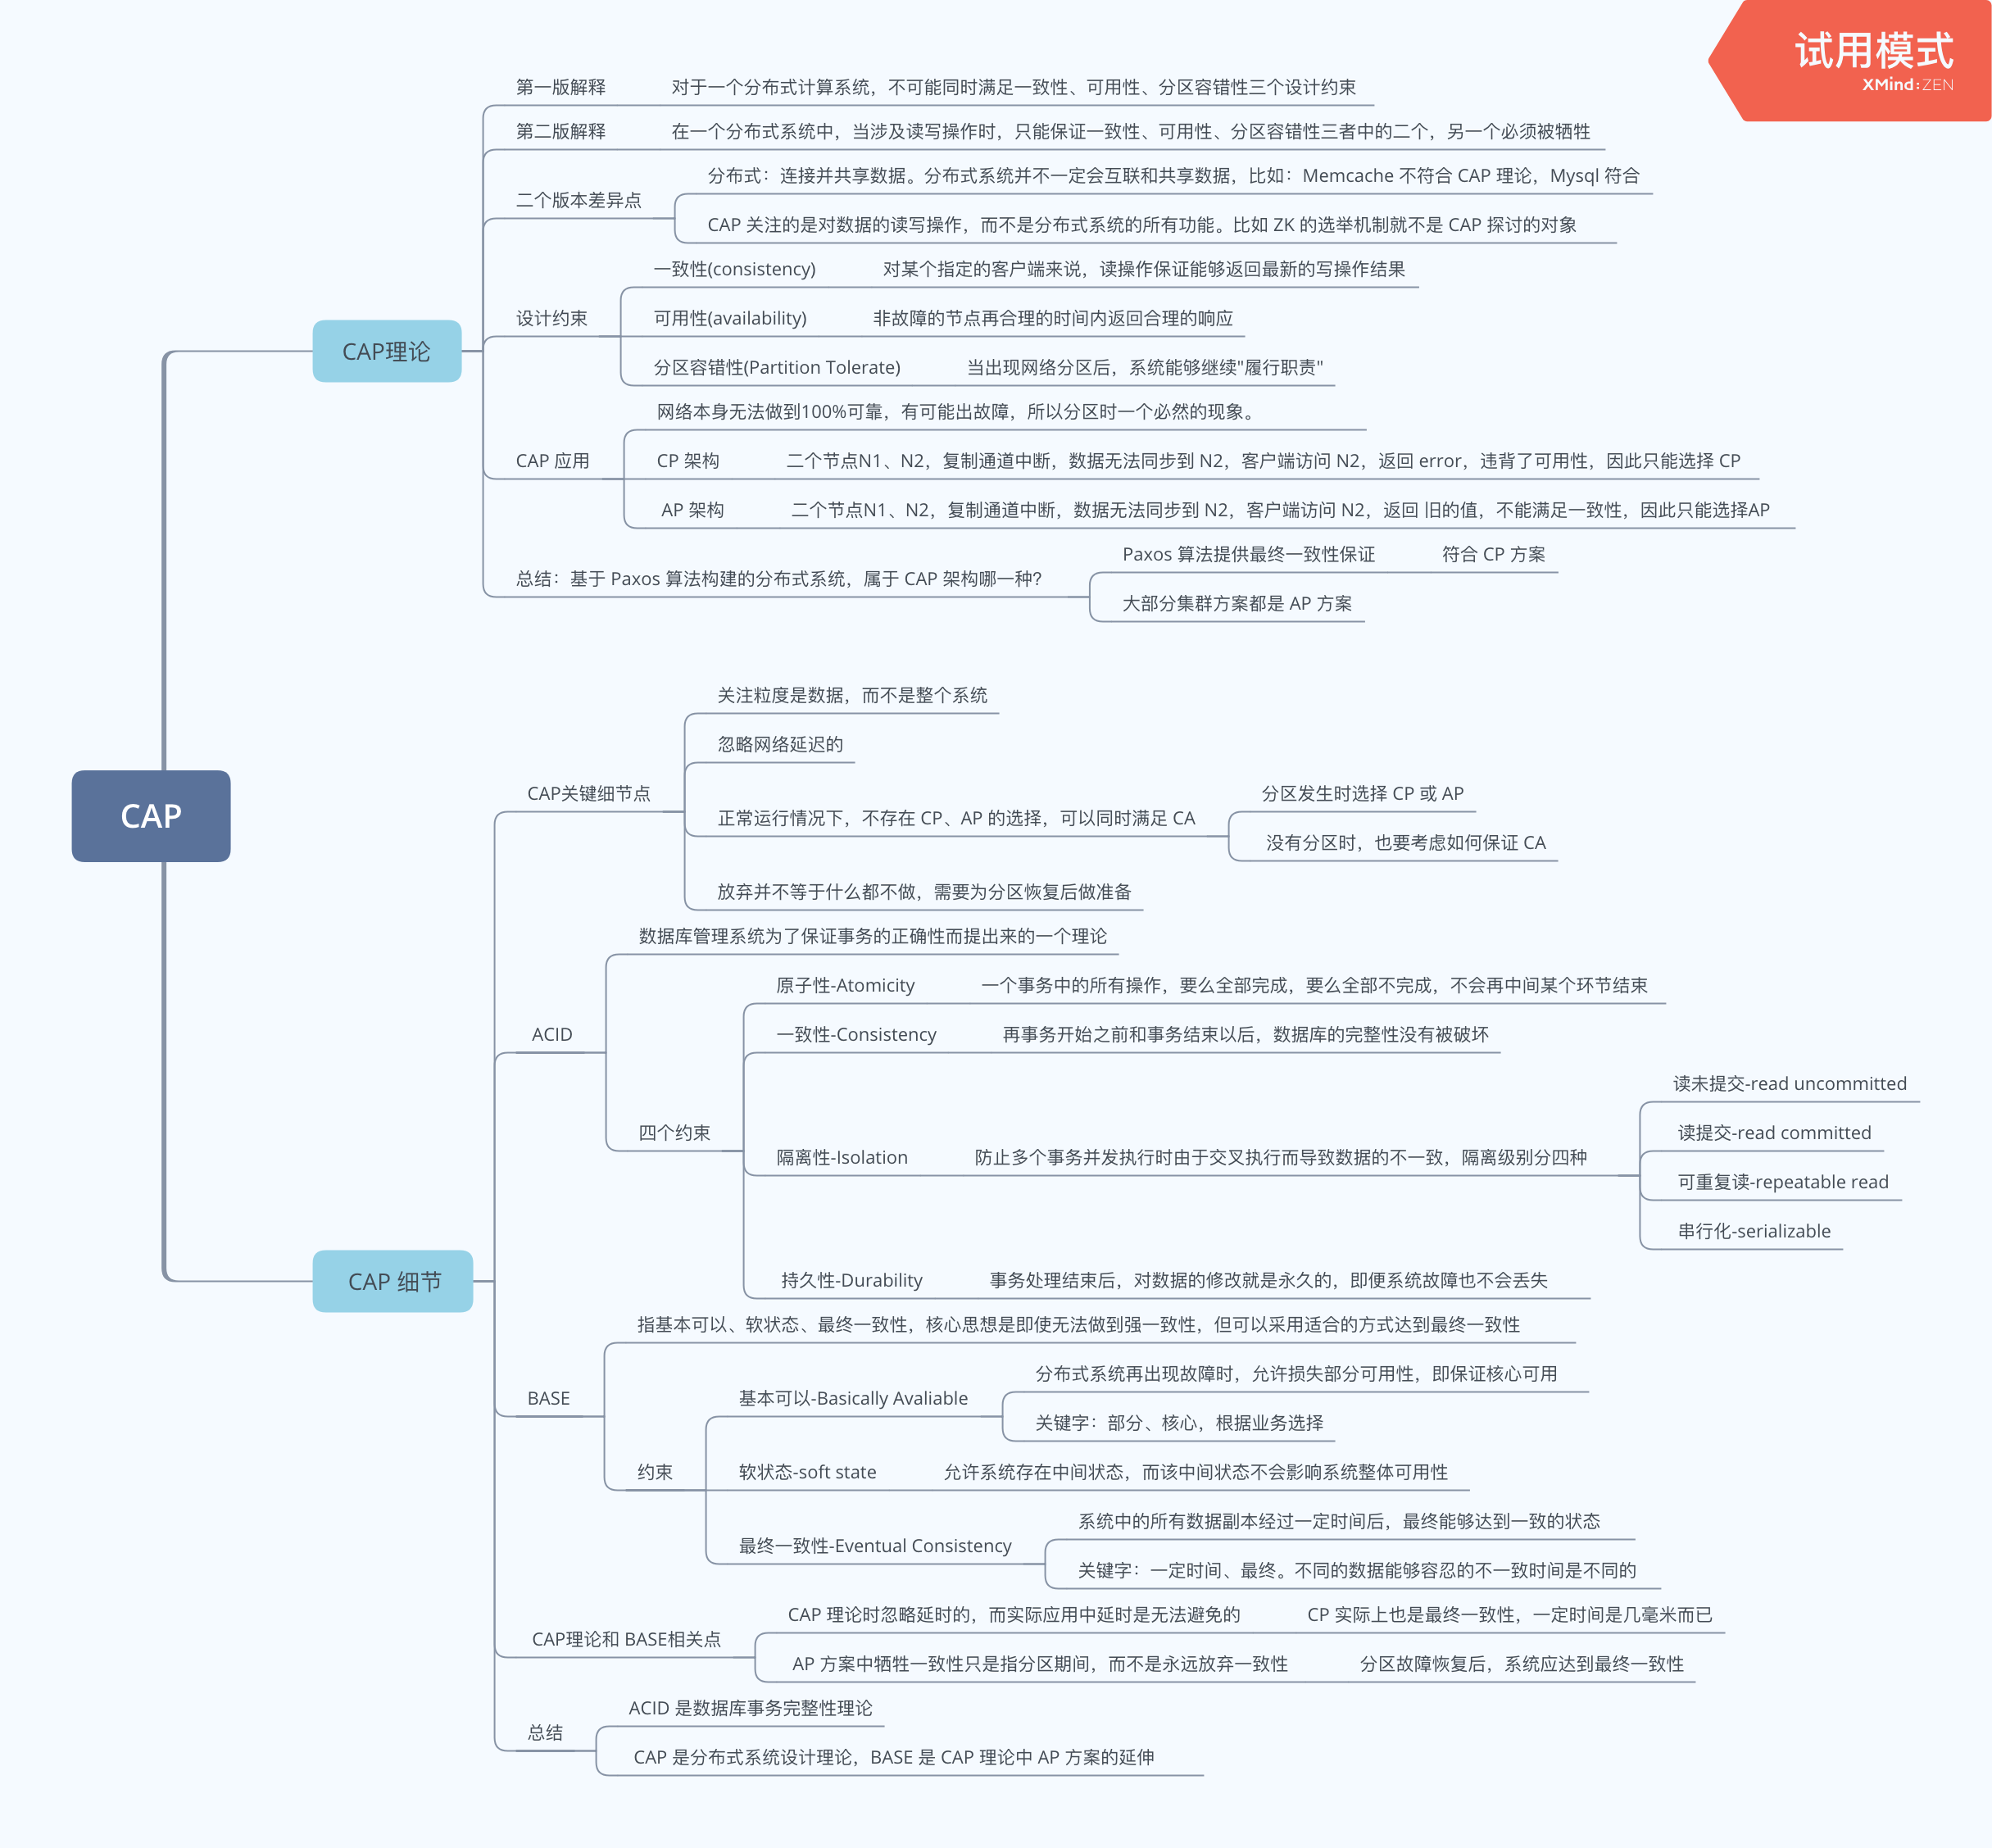 试用模式
XMind:ZEN
CAP
CAP理论
第一版解释
对于一个分布式计算系统，不可能同时满足一致性、可用性、分区容错性三个设计约束
第二版解释
在一个分布式系统中，当涉及读写操作时，只能保证一致性、可用性、分区容错性三者中的二个，另一个必须被牺牲
二个版本差异点
分布式：连接并共享数据。分布式系统并不一定会互联和共享数据，比如：Memcache 不符合 CAP 理论，Mysql 符合
CAP 关注的是对数据的读写操作，而不是分布式系统的所有功能。比如 ZK 的选举机制就不是 CAP 探讨的对象
设计约束
一致性(consistency)
对某个指定的客户端来说，读操作保证能够返回最新的写操作结果
可用性(availability)
非故障的节点再合理的时间内返回合理的响应
分区容错性(Partition Tolerate)
当出现网络分区后，系统能够继续"履行职责"
CAP 应用
网络本身无法做到100%可靠，有可能出故障，所以分区时一个必然的现象。
CP 架构
二个节点N1、N2，复制通道中断，数据无法同步到 N2，客户端访问 N2，返回 error，违背了可用性，因此只能选择 CP
AP 架构
二个节点N1、N2，复制通道中断，数据无法同步到 N2，客户端访问 N2，返回 旧的值，不能满足一致性，因此只能选择AP
总结：基于 Paxos 算法构建的分布式系统，属于 CAP 架构哪一种？
Paxos 算法提供最终一致性保证
符合 CP 方案
大部分集群方案都是 AP 方案
CAP 细节
CAP关键细节点
关注粒度是数据，而不是整个系统
忽略网络延迟的
正常运行情况下，不存在 CP、AP 的选择，可以同时满足 CA
分区发生时选择 CP 或 AP
没有分区时，也要考虑如何保证 CA
放弃并不等于什么都不做，需要为分区恢复后做准备
ACID
数据库管理系统为了保证事务的正确性而提出来的一个理论
四个约束
原子性-Atomicity
一个事务中的所有操作，要么全部完成，要么全部不完成，不会再中间某个环节结束
一致性-Consistency
再事务开始之前和事务结束以后，数据库的完整性没有被破坏
隔离性-Isolation
防止多个事务并发执行时由于交叉执行而导致数据的不一致，隔离级别分四种
读未提交-read uncommitted
读提交-read committed
可重复读-repeatable read
串行化-serializable
持久性-Durability
事务处理结束后，对数据的修改就是永久的，即便系统故障也不会丢失
BASE
指基本可以、软状态、最终一致性，核心思想是即使无法做到强一致性，但可以采用适合的方式达到最终一致性
约束
基本可以-Basically Avaliable
分布式系统再出现故障时，允许损失部分可用性，即保证核心可用
关键字：部分、核心，根据业务选择
软状态-soft state
允许系统存在中间状态，而该中间状态不会影响系统整体可用性
最终一致性-Eventual Consistency
系统中的所有数据副本经过一定时间后，最终能够达到一致的状态
关键字：一定时间、最终。不同的数据能够容忍的不一致时间是不同的
CAP理论和 BASE相关点
CAP 理论时忽略延时的，而实际应用中延时是无法避免的
CP 实际上也是最终一致性，一定时间是几毫米而已
AP 方案中牺牲一致性只是指分区期间，而不是永远放弃一致性
分区故障恢复后，系统应达到最终一致性
总结
ACID 是数据库事务完整性理论
CAP 是分布式系统设计理论，BASE 是 CAP 理论中 AP 方案的延伸